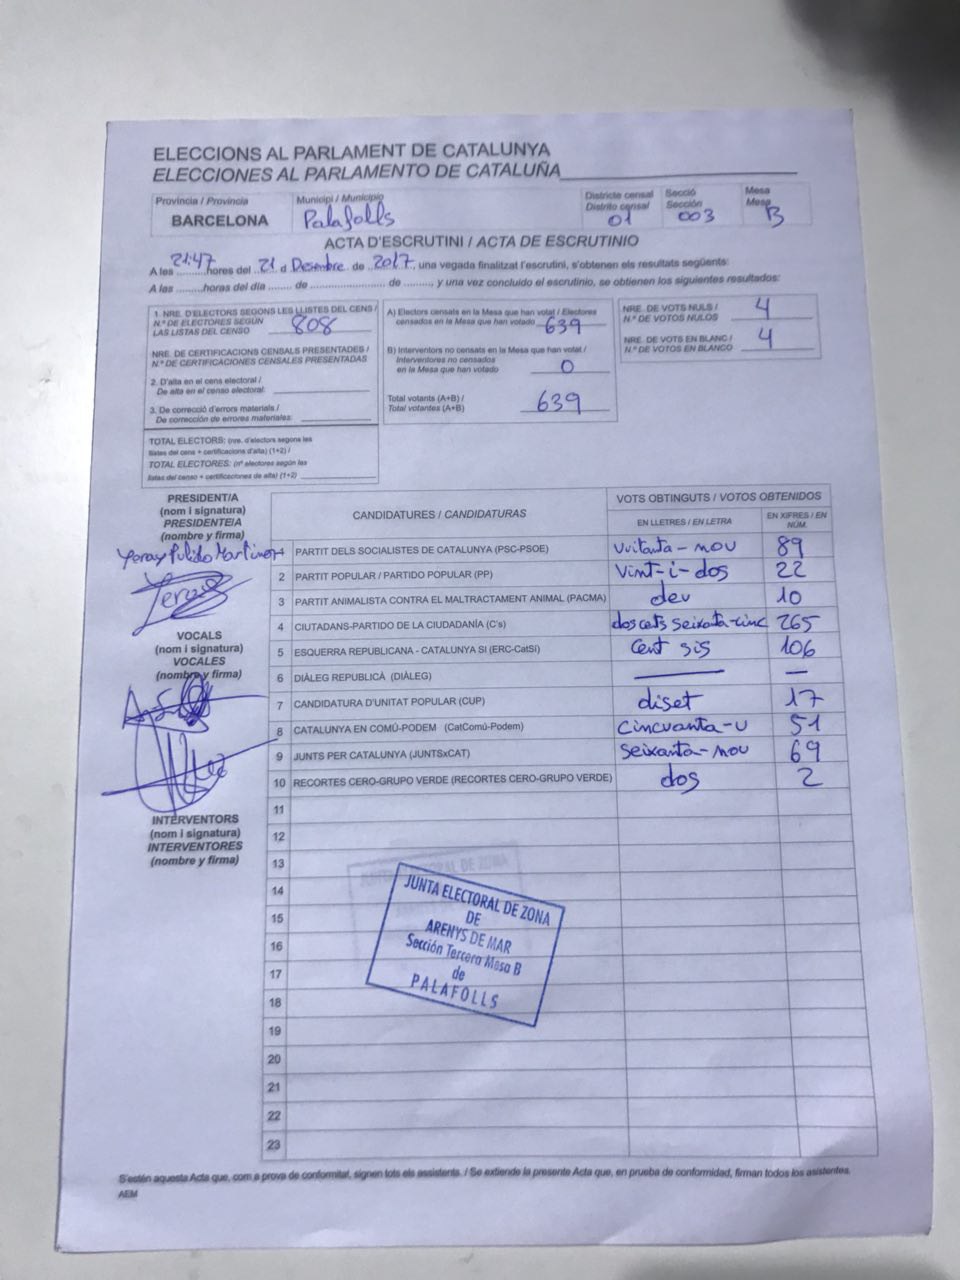 ELECCIONS AL PARLAMENT DE CATALUNYA
ELECCIONES AL PARLAMENTO DE CATALUÑA
Provincia / Provincia
BARCELONA
Municipi / Municipio
Palafolls
Districte censal
Distrito censal
01
Secció
Sección
003
Mesa
Mesa
B
ACTA D'ESCRUTINI / ACTA DE ESCRUTINIO
A les 21:47 hores del 21 d Desembre de 2017, una vegada finalitzat l'escrutini, s'obtenen els resultats següents:
A las .........horas del día ....... de ........................ de ........, y una vez concluido el escrutinio, se obtienen los siguientes resultados:
1. NRE. D'ELECTORS SEGONS LES LLISTES DEL CENS /
N.º DE ELECTORES SEGÚN
LAS LISTAS DEL CENSO 808
NRE. DE CERTIFICACIONS CENSALS PRESENTADES /
N.º DE CERTIFICACIONES CENSALES PRESENTADAS
2. D'alta en el cens electoral /
De alta en el censo electoral:
3. De correcció d'errors materials /
De corrección de errores materiales:
TOTAL ELECTORS: (nre. d'electors segons les
llistes del cens + certificacions d'alta) (1+2) /
TOTAL ELECTORES: (nº electores según las
listas del censo + certificaciones de alta) (1+2)
A) Electors censats en la Mesa que han votat / Electores
censados en la Mesa que han votado 639
B) Interventors no censats en la Mesa que han votat /
Interventores no censados
en la Mesa que han votado 0
Total votants (A+B) /
Total votantes (A+B) 639
NRE. DE VOTS NULS /
N.º DE VOTOS NULOS 4
NRE. DE VOTS EN BLANC /
N.º DE VOTOS EN BLANCO 4
PRESIDENT/A
(nom i signatura)
PRESIDENTE/A
(nombre y firma)
Yeray Pulido Martinez
Yeray
VOCALS
(nom i signatura)
VOCALES
(nombre y firma)
INTERVENTORS
(nom i signatura)
INTERVENTORES
(nombre y firma)
CANDIDATURES / CANDIDATURAS
VOTS OBTINGUTS / VOTOS OBTENIDOS
EN LLETRES / EN LETRA
EN XIFRES / EN NÚM.
1 PARTIT DELS SOCIALISTES DE CATALUNYA (PSC-PSOE) vuitanta-nou 89
2 PARTIT POPULAR / PARTIDO POPULAR (PP) vint-i-dos 22
3 PARTIT ANIMALISTA CONTRA EL MALTRACTAMENT ANIMAL (PACMA) deu 10
4 CIUTADANS-PARTIDO DE LA CIUDADANÍA (C's) dos cets seixanta-cinc 265
5 ESQUERRA REPUBLICANA - CATALUNYA SI (ERC-CatSI) Cent sis 106
6 DIÀLEG REPUBLICÀ (DIÀLEG) — —
7 CANDIDATURA D'UNITAT POPULAR (CUP) diset 17
8 CATALUNYA EN COMÚ-PODEM (CatComú-Podem) Cincuanta-u 51
9 JUNTS PER CATALUNYA (JUNTSxCAT) seixanta-nou 69
10 RECORTES CERO-GRUPO VERDE (RECORTES CERO-GRUPO VERDE) dos 2
11
12
13
14
15
16
17
18
19
20
21
22
23
JUNTA ELECTORAL DE ZONA
DE
ARENYS DE MAR
Sección Tercera Mesa B
de
PALAFOLLS
S'estén aquesta Acta que, com a prova de conformitat, signen tots els assistents. / Se extiende la presente Acta que, en prueba de conformidad, firman todos los asistentes.
AEM